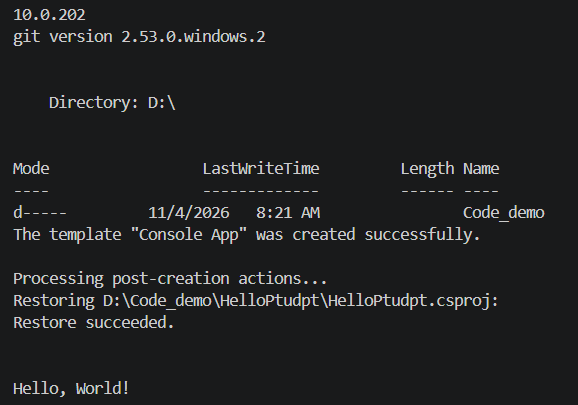 10.0.202
git version 2.53.0.windows.2
Directory: D:\
Mode LastWriteTime Length Name
---- ------------- ------ ----
d----- 11/4/2026 8:21 AM Code_demo
The template "Console App" was created successfully.
Processing post-creation actions...
Restoring D:\Code_demo\HelloPtudpt\HelloPtudpt.csproj:
Restore succeeded.
Hello, World!